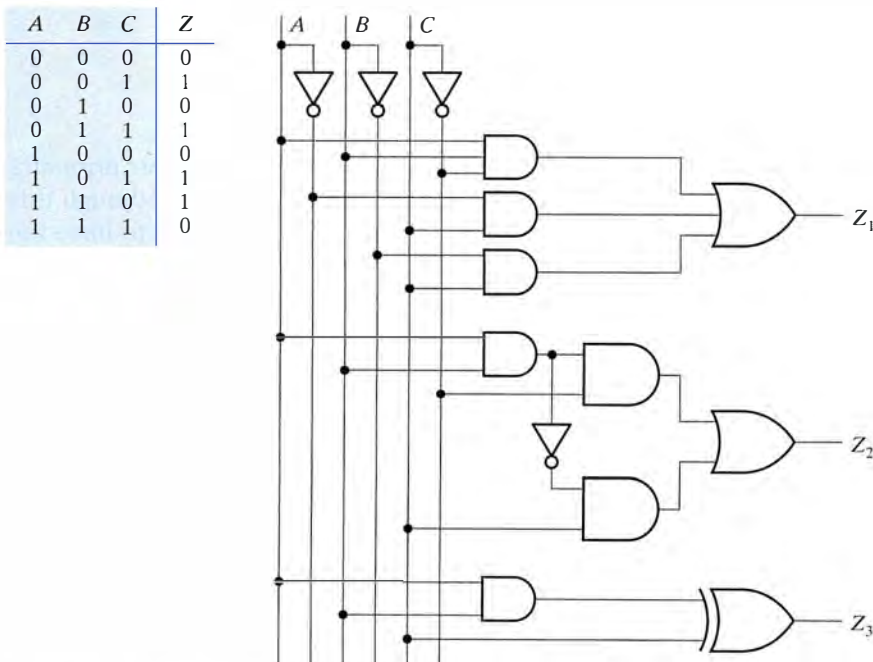 A B C Z
0 0 0 0
0 0 1 1
0 1 0 0
0 1 1 1
1 0 0 0
1 0 1 1
1 1 0 1
1 1 1 0
A B C
Z1
Z2
Z3